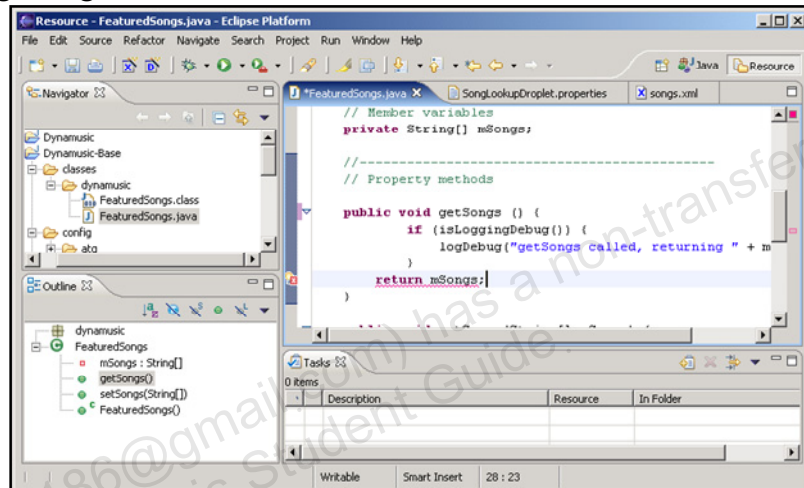 Resource - FeaturedSongs.java - Eclipse Platform
File Edit Source Refactor Navigate Search Project Run Window Help
Java Resource
Navigator
Dynamusic
Dynamusic-Base
classes
dynamusic
FeaturedSongs.class
FeaturedSongs.java
config
atg
*FeaturedSongs.java SongLookupDroplet.properties songs.xml
// Member variables
private String[] mSongs;
//-------------------------------------------------
// Property methods
public void getSongs () {
if (isLoggingDebug()) {
logDebug("getSongs called, returning " + m
}
return mSongs;
}
Outline
dynamusic
FeaturedSongs
mSongs : String[]
getSongs()
setSongs(String[])
FeaturedSongs()
Tasks
0 items
! Description Resource In Folder
Writable Smart Insert 28 : 23
86@gmail.com) has a non-transfer
is Student Guide.